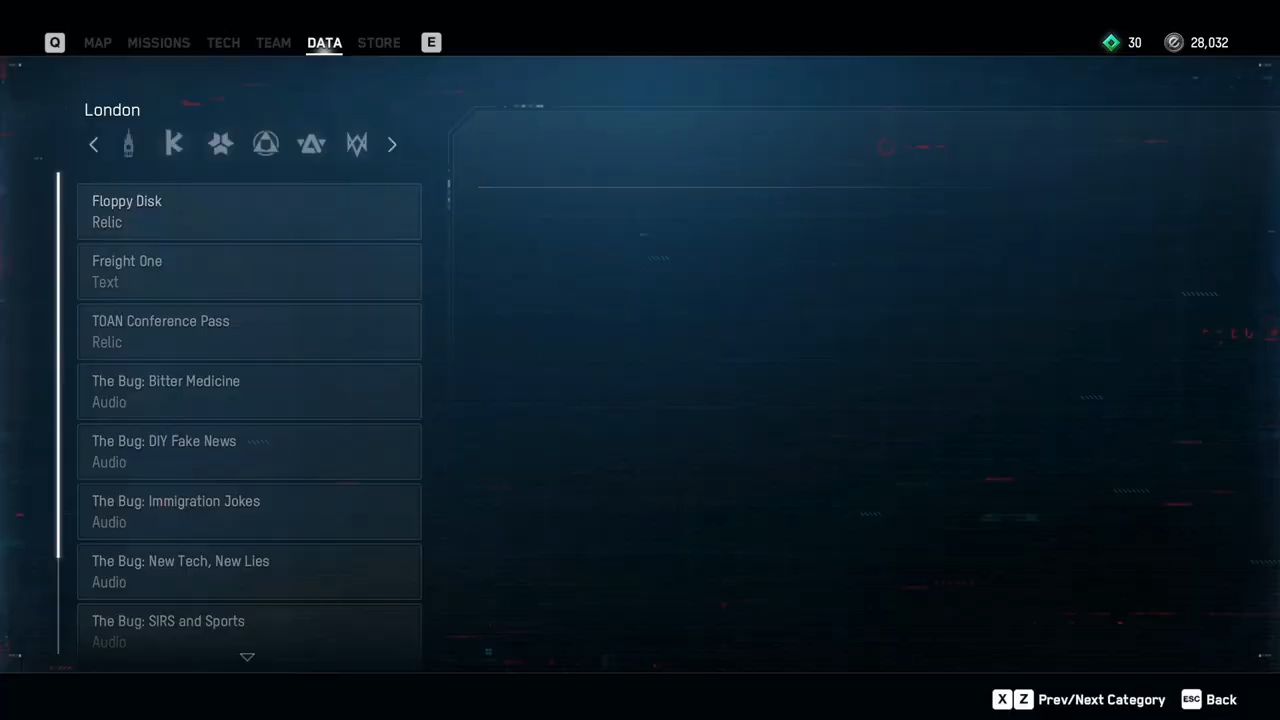 Q MAP MISSIONS TECH TEAM DATA STORE E 30 28,032
London
Floppy Disk
Relic
Freight One
Text
TOAN Conference Pass
Relic
The Bug: Bitter Medicine
Audio
The Bug: DIY Fake News
Audio
The Bug: Immigration Jokes
Audio
The Bug: New Tech, New Lies
Audio
The Bug: SIRS and Sports
Audio
X Z Prev/Next Category ESC Back